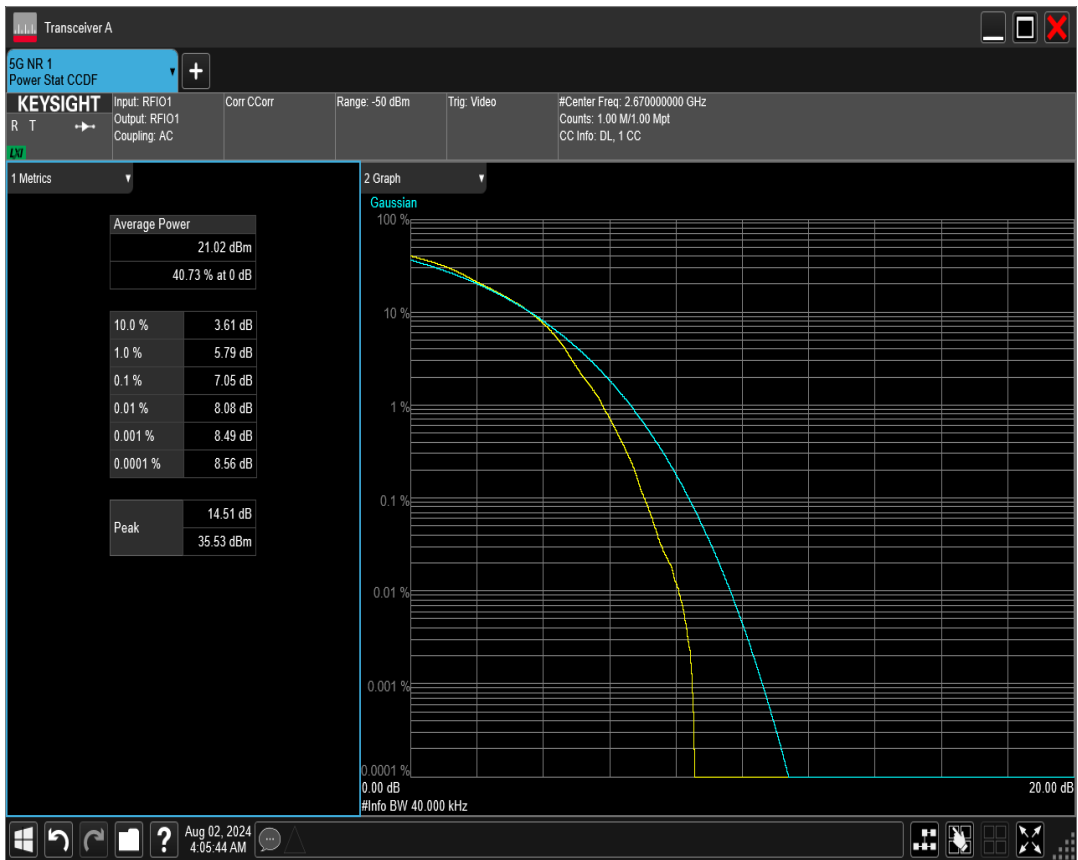 Transceiver A
5G NR 1
Power Stat CCDF
+
KEYSIGHT
R T
LXI
Input: RFIO1
Output: RFIO1
Coupling: AC
Corr CCorr
Range: -50 dBm
Trig: Video
#Center Freq: 2.670000000 GHz
Counts: 1.00 M/1.00 Mpt
CC Info: DL, 1 CC
1 Metrics
Average Power
21.02 dBm
40.73 % at 0 dB
10.0 % 3.61 dB
1.0 % 5.79 dB
0.1 % 7.05 dB
0.01 % 8.08 dB
0.001 % 8.49 dB
0.0001 % 8.56 dB
Peak
14.51 dB
35.53 dBm
2 Graph
Gaussian
100 %
10 %
1 %
0.1 %
0.01 %
0.001 %
0.0001 %
0.00 dB 20.00 dB
#Info BW 40.000 kHz
?
Aug 02, 2024
4:05:44 AM